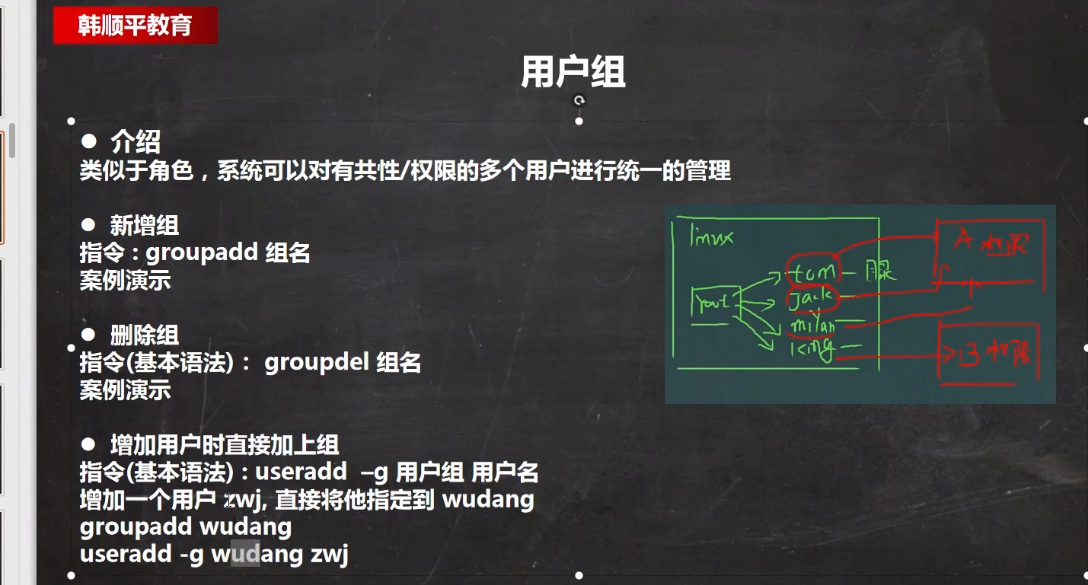 韩顺平教育
用户组
● 介绍
类似于角色，系统可以对有共性/权限的多个用户进行统一的管理
● 新增组
指令 : groupadd 组名
案例演示
● 删除组
指令(基本语法)： groupdel 组名
案例演示
● 增加用户时直接加上组
指令(基本语法) : useradd –g 用户组 用户名
增加一个用户 zwj, 直接将他指定到 wudang
groupadd wudang
useradd -g wudang zwj
linux
tom
Jack
milan
king
A 权限